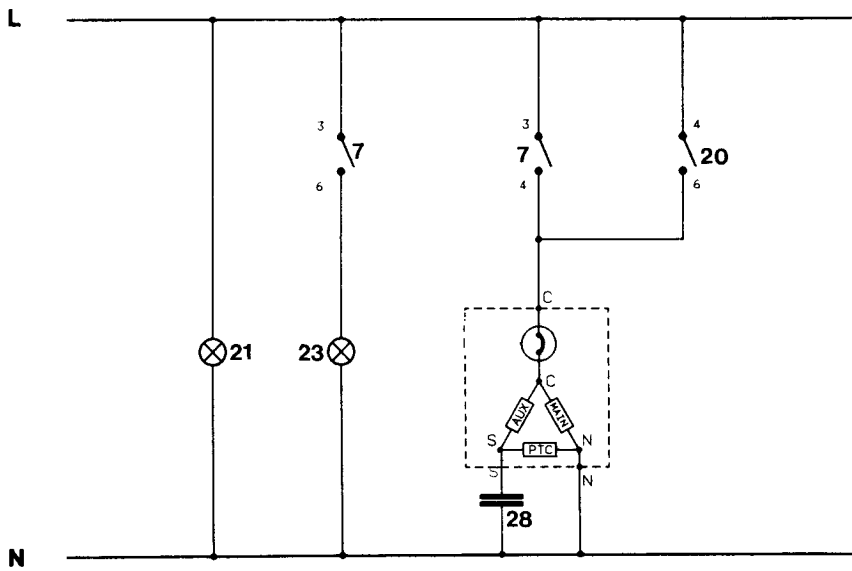 L
3 3 4
7 7 20
6 4 6
C
21 23
C
AUX MAIN
S PTC N
S N
28
N